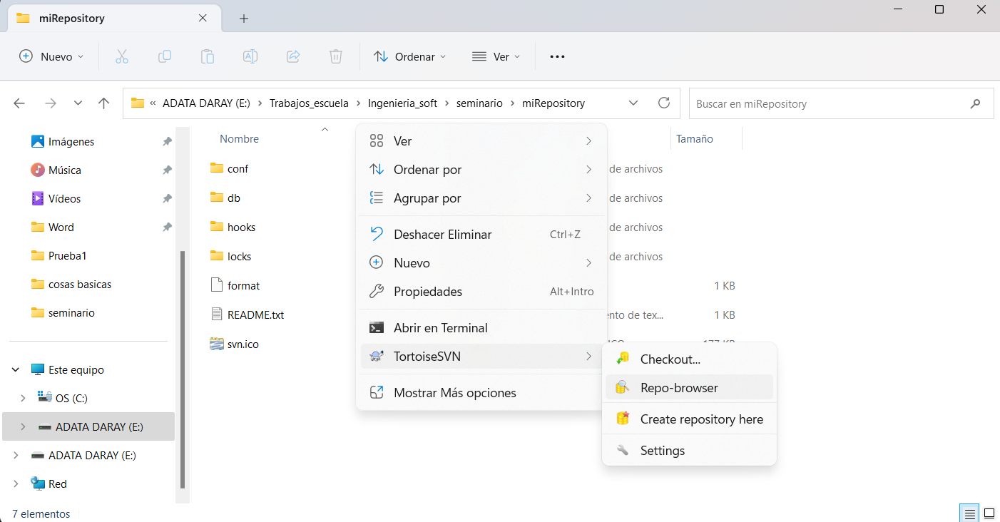 miRepository
Nuevo
Ordenar
Ver
« ADATA DARAY (E:) > Trabajos_escuela > Ingenieria_soft > seminario > miRepository
Buscar en miRepository
Imágenes
Música
Vídeos
Word
Prueba1
cosas basicas
seminario
Este equipo
OS (C:)
ADATA DARAY (E:)
ADATA DARAY (E:)
Red
Nombre
Tamaño
conf
de archivos
db
de archivos
hooks
de archivos
locks
de archivos
format
1 KB
README.txt
nto de tex...
1 KB
svn.ico
Ver
Ordenar por
Agrupar por
Deshacer Eliminar Ctrl+Z
Nuevo
Propiedades Alt+Intro
Abrir en Terminal
TortoiseSVN
Mostrar Más opciones
Checkout...
Repo-browser
Create repository here
Settings
7 elementos